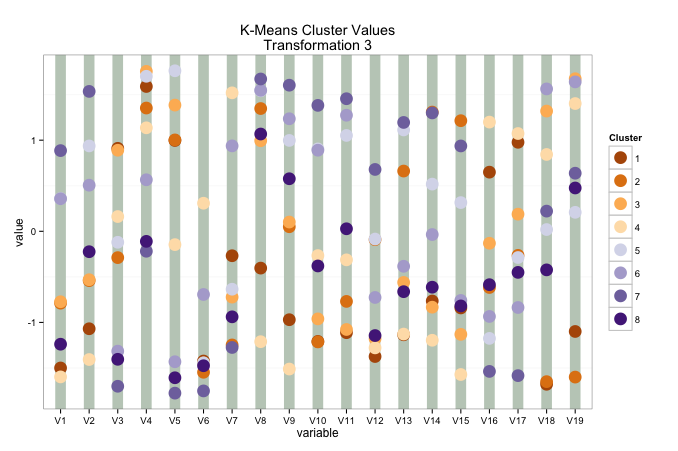 K-Means Cluster Values
Transformation 3
value
1
0
-1
V1 V2 V3 V4 V5 V6 V7 V8 V9 V10 V11 V12 V13 V14 V15 V16 V17 V18 V19
variable
Cluster
1
2
3
4
5
6
7
8